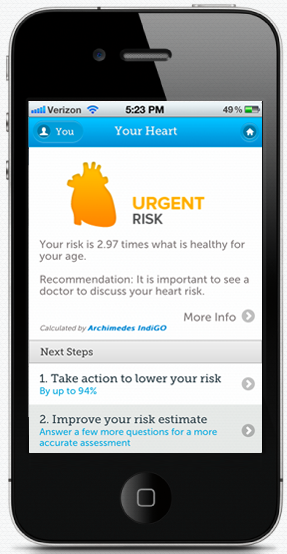 Verizon 5:23 PM 49%
You Your Heart
URGENT
RISK
Your risk is 2.97 times what is healthy for
your age.
Recommendation: It is important to see a
doctor to discuss your heart risk.
More Info
Calculated by Archimedes IndiGO
Next Steps
1. Take action to lower your risk
By up to 94%
2. Improve your risk estimate
Answer a few more questions for a more
accurate assessment